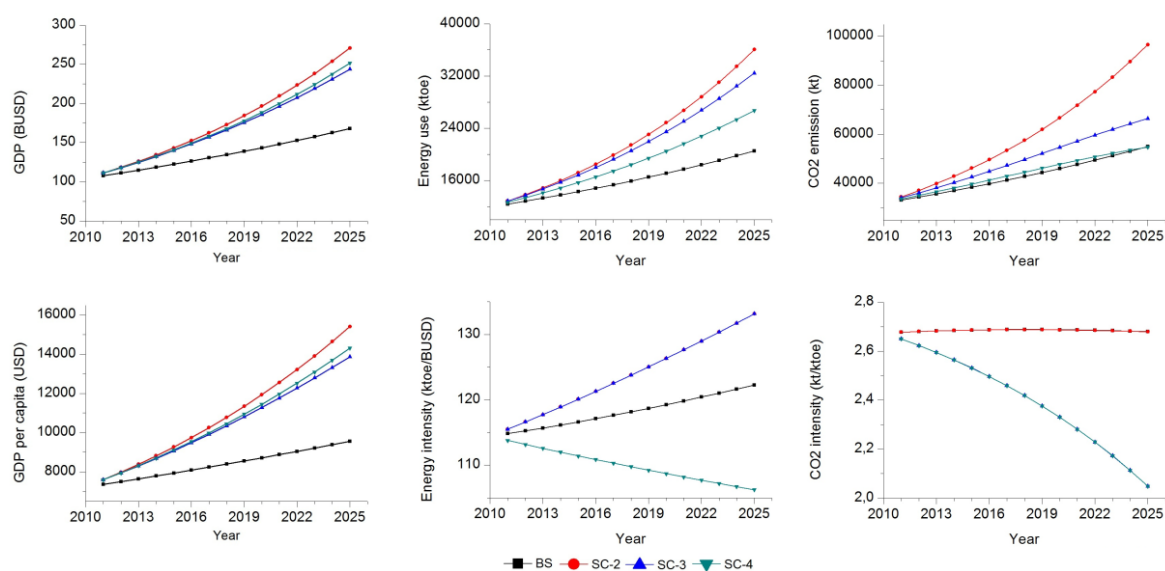 GDP (BUSD)
300
250
200
150
100
50
2010 2013 2016 2019 2022 2025
Year
Energy use (ktoe)
40000
32000
24000
16000
2010 2013 2016 2019 2022 2025
Year
CO2 emission (kt)
100000
80000
60000
40000
2010 2013 2016 2019 2022 2025
Year
GDP per capita (USD)
16000
14000
12000
10000
8000
2010 2013 2016 2019 2022 2025
Year
Energy intensity (ktoe/BUSD)
130
120
110
2010 2013 2016 2019 2022 2025
Year
CO2 intensity (kt/ktoe)
2,8
2,6
2,4
2,2
2,0
2010 2013 2016 2019 2022 2025
Year
BS SC-2 SC-3 SC-4